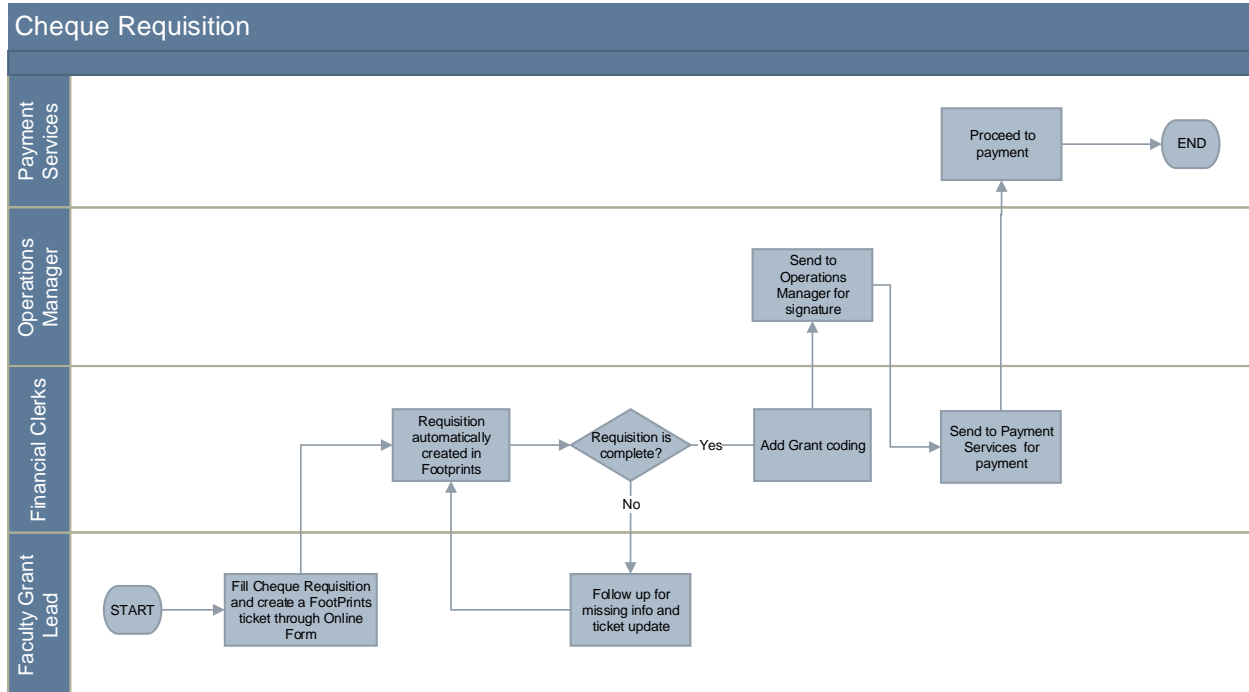 Cheque Requisition
Payment
Services
Proceed to
payment
END
Operations
Manager
Send to
Operations
Manager for
signature
Financial Clerks
Requisition
automatically
created in
Footprints
Requisition is
complete?
Yes
Add Grant coding
Send to Payment
Services for
payment
No
Faculty Grant
Lead
START
Fill Cheque Requisition
and create a FootPrints
ticket through Online
Form
Follow up for
missing info and
ticket update